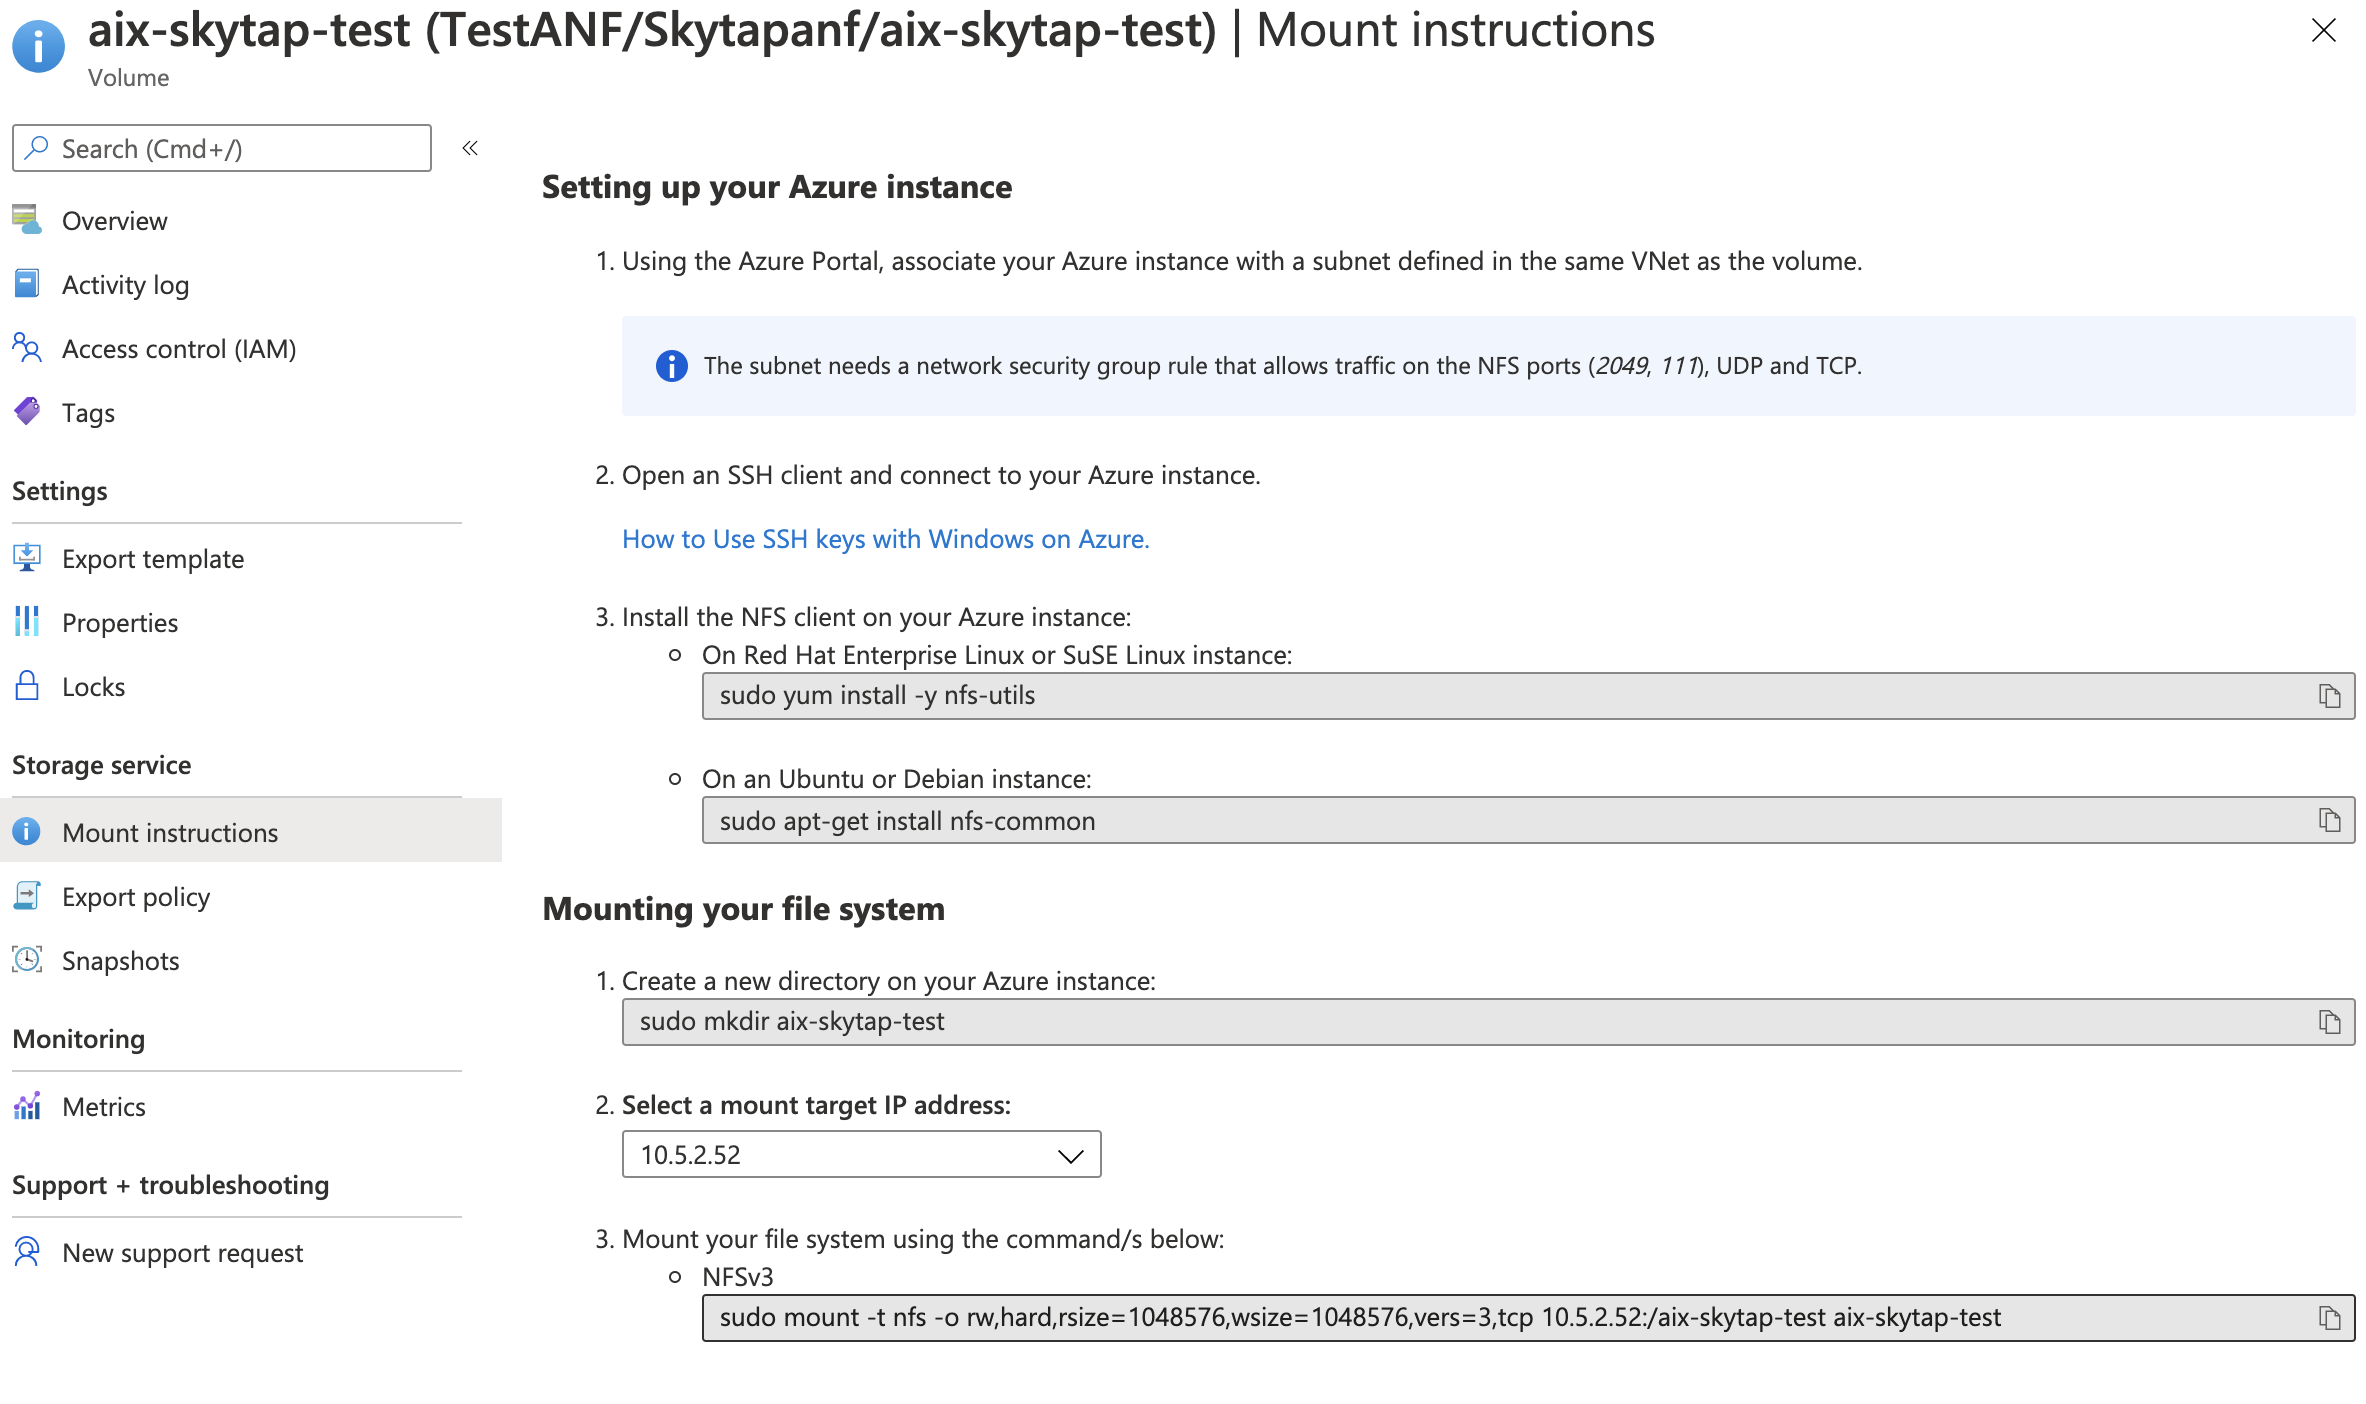 aix-skytap-test (TestANF/Skytapanf/aix-skytap-test) | Mount instructions
Volume
Search (Cmd+/)
«
Overview
Activity log
Access control (IAM)
Tags
Settings
Export template
Properties
Locks
Storage service
Mount instructions
Export policy
Snapshots
Monitoring
Metrics
Support + troubleshooting
New support request
Setting up your Azure instance
1. Using the Azure Portal, associate your Azure instance with a subnet defined in the same VNet as the volume.
The subnet needs a network security group rule that allows traffic on the NFS ports (2049, 111), UDP and TCP.
2. Open an SSH client and connect to your Azure instance.
How to Use SSH keys with Windows on Azure.
3. Install the NFS client on your Azure instance:
On Red Hat Enterprise Linux or SuSE Linux instance:
sudo yum install -y nfs-utils
On an Ubuntu or Debian instance:
sudo apt-get install nfs-common
Mounting your file system
1. Create a new directory on your Azure instance:
sudo mkdir aix-skytap-test
2. Select a mount target IP address:
10.5.2.52
3. Mount your file system using the command/s below:
NFSv3
sudo mount -t nfs -o rw,hard,rsize=1048576,wsize=1048576,vers=3,tcp 10.5.2.52:/aix-skytap-test aix-skytap-test